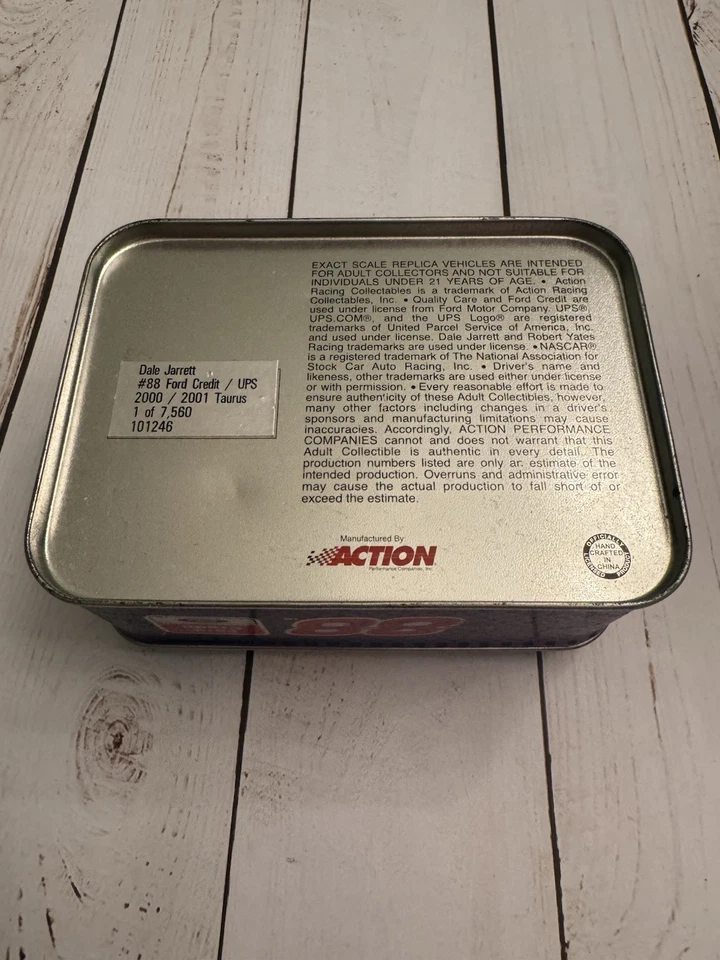 Dale Jarrett
#88 Ford Credit / UPS
2000 / 2001 Taurus
1 of 7,560
101246
EXACT SCALE REPLICA VEHICLES ARE INTENDED
FOR ADULT COLLECTORS AND NOT SUITABLE FOR
INDIVIDUALS UNDER 21 YEARS OF AGE. • Action
Racing Collectables is a trademark of Action Racing
Collectables, Inc. • Quality Care and Ford Credit are
used under license from Ford Motor Company. UPS®,
UPS.COM®, and the UPS Logo® are registered
trademarks of United Parcel Service of America, Inc.
and used under license. Dale Jarrett and Robert Yates
Racing trademarks are used under license. • NASCAR®
is a registered trademark of The National Association for
Stock Car Auto Racing, Inc. • Driver's name and
likeness, other trademarks are used either under license
or with permission. • Every reasonable effort is made to
ensure authenticity of these Adult Collectibles, however,
many other factors including changes in a driver's
sponsors and manufacturing limitations may cause
inaccuracies. Accordingly, ACTION PERFORMANCE
COMPANIES cannot and does not warrant that this
Adult Collectible is authentic in every detail. The
production numbers listed are only an estimate of the
intended production. Overruns and administrative error
may cause the actual production to fall short of or
exceed the estimate.
Manufactured By:
ACTION
Performance Companies, Inc.
OFFICIALLY
HAND
CRAFTED
IN
CHINA
LICENSED PRODUCT
88